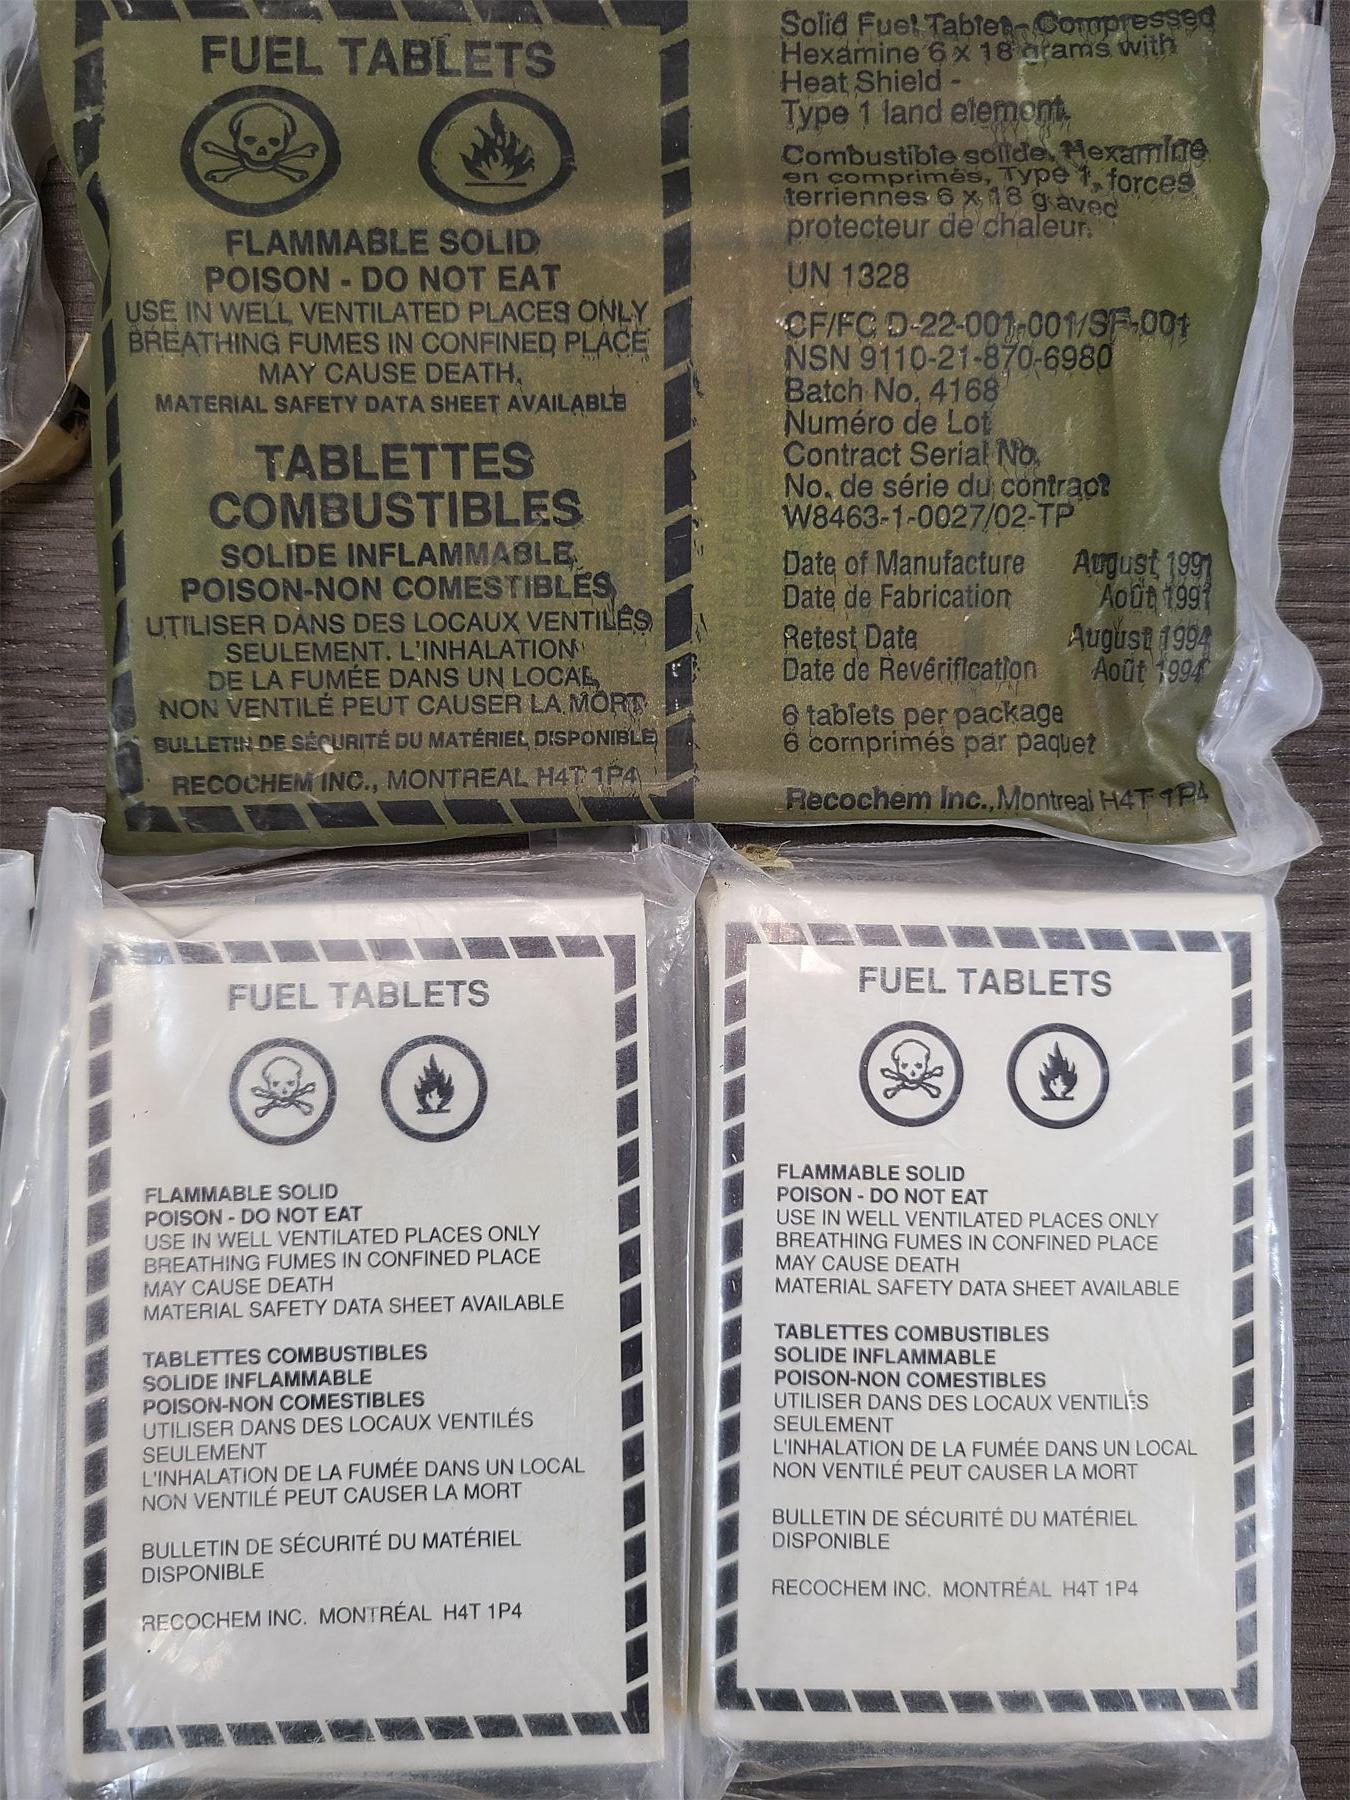 FUEL TABLETS
FLAMMABLE SOLID
POISON - DO NOT EAT
USE IN WELL VENTILATED PLACES ONLY
BREATHING FUMES IN CONFINED PLACE
MAY CAUSE DEATH.
MATERIAL SAFETY DATA SHEET AVAILABLE
TABLETTES
COMBUSTIBLES
SOLIDE INFLAMMABLE
POISON-NON COMESTIBLES
UTILISER DANS DES LOCAUX VENTILÉS
SEULEMENT. L'INHALATION
DE LA FUMÉE DANS UN LOCAL
NON VENTILÉ PEUT CAUSER LA MORT
BULLETIN DE SÉCURITÉ DU MATÉRIEL DISPONIBLE
RECOCHEM INC., MONTREAL H4T 1P4
Solid Fuel Tablet - Compressed
Hexamine 6 x 18 grams with
Heat Shield -
Type 1 land element.
Combustible solide. Hexamine
en comprimés, Type 1, forces
terriennes 6 x 18 g avec
protecteur de chaleur.
UN 1328
CF/FC D-22-001-001/SF-001
NSN 9110-21-870-6980
Batch No. 4168
Numéro de Lot
Contract Serial No.
No. de série du contract
W8463-1-0027/02-TP
Date of Manufacture August 1991
Date de Fabrication Août 1991
Retest Date August 1994
Date de Revérification Août 1994
6 tablets per package
6 comprimés par paquet
Recochem Inc., Montreal H4T 1P4
FUEL TABLETS
FLAMMABLE SOLID
POISON - DO NOT EAT
USE IN WELL VENTILATED PLACES ONLY
BREATHING FUMES IN CONFINED PLACE
MAY CAUSE DEATH
MATERIAL SAFETY DATA SHEET AVAILABLE
TABLETTES COMBUSTIBLES
SOLIDE INFLAMMABLE
POISON-NON COMESTIBLES
UTILISER DANS DES LOCAUX VENTILÉS
SEULEMENT
L'INHALATION DE LA FUMÉE DANS UN LOCAL
NON VENTILÉ PEUT CAUSER LA MORT
BULLETIN DE SÉCURITÉ DU MATÉRIEL
DISPONIBLE
RECOCHEM INC. MONTRÉAL H4T 1P4
FUEL TABLETS
FLAMMABLE SOLID
POISON - DO NOT EAT
USE IN WELL VENTILATED PLACES ONLY
BREATHING FUMES IN CONFINED PLACE
MAY CAUSE DEATH
MATERIAL SAFETY DATA SHEET AVAILABLE
TABLETTES COMBUSTIBLES
SOLIDE INFLAMMABLE
POISON-NON COMESTIBLES
UTILISER DANS DES LOCAUX VENTILÉS
SEULEMENT
L'INHALATION DE LA FUMÉE DANS UN LOCAL
NON VENTILÉ PEUT CAUSER LA MORT
BULLETIN DE SÉCURITÉ DU MATÉRIEL
DISPONIBLE
RECOCHEM INC. MONTRÉAL H4T 1P4